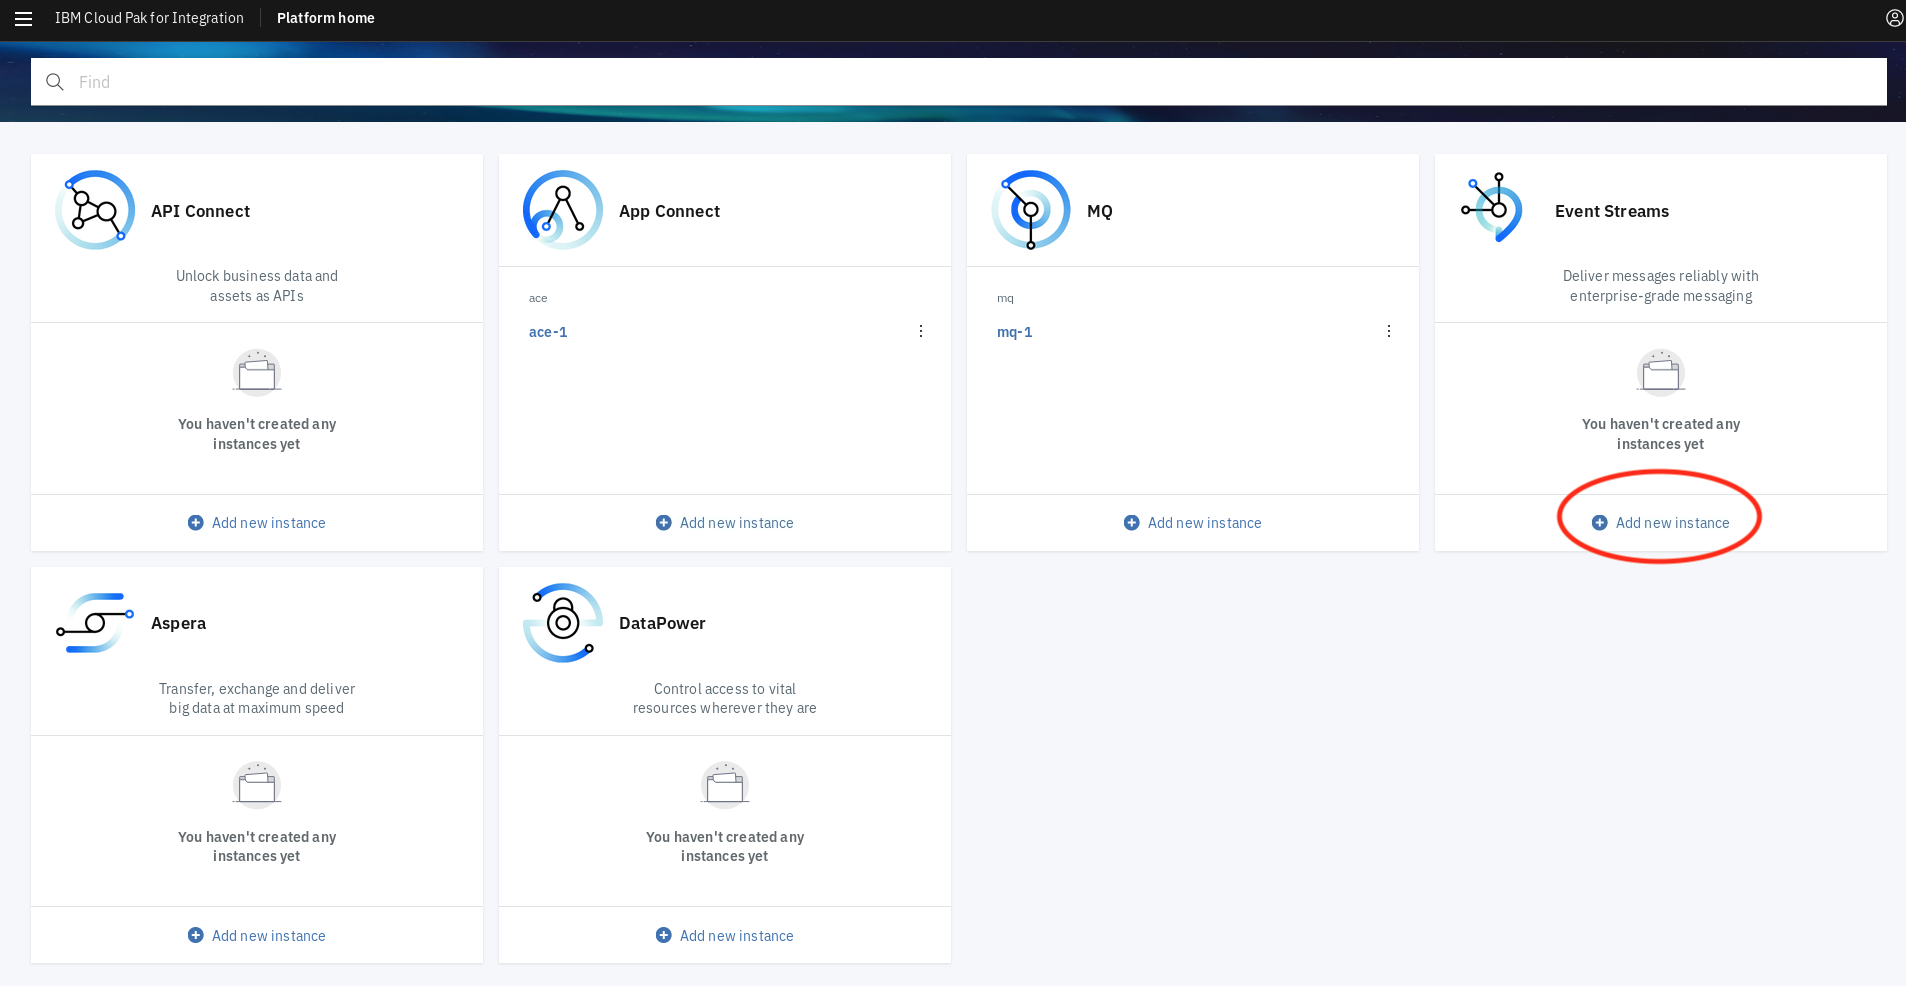 IBM Cloud Pak for Integration
Platform home
Find
API Connect
Unlock business data and
assets as APIs
You haven't created any
instances yet
Add new instance
App Connect
ace
ace-1
Add new instance
MQ
mq
mq-1
Add new instance
Event Streams
Deliver messages reliably with
enterprise-grade messaging
You haven't created any
instances yet
Add new instance
Aspera
Transfer, exchange and deliver
big data at maximum speed
You haven't created any
instances yet
Add new instance
DataPower
Control access to vital
resources wherever they are
You haven't created any
instances yet
Add new instance